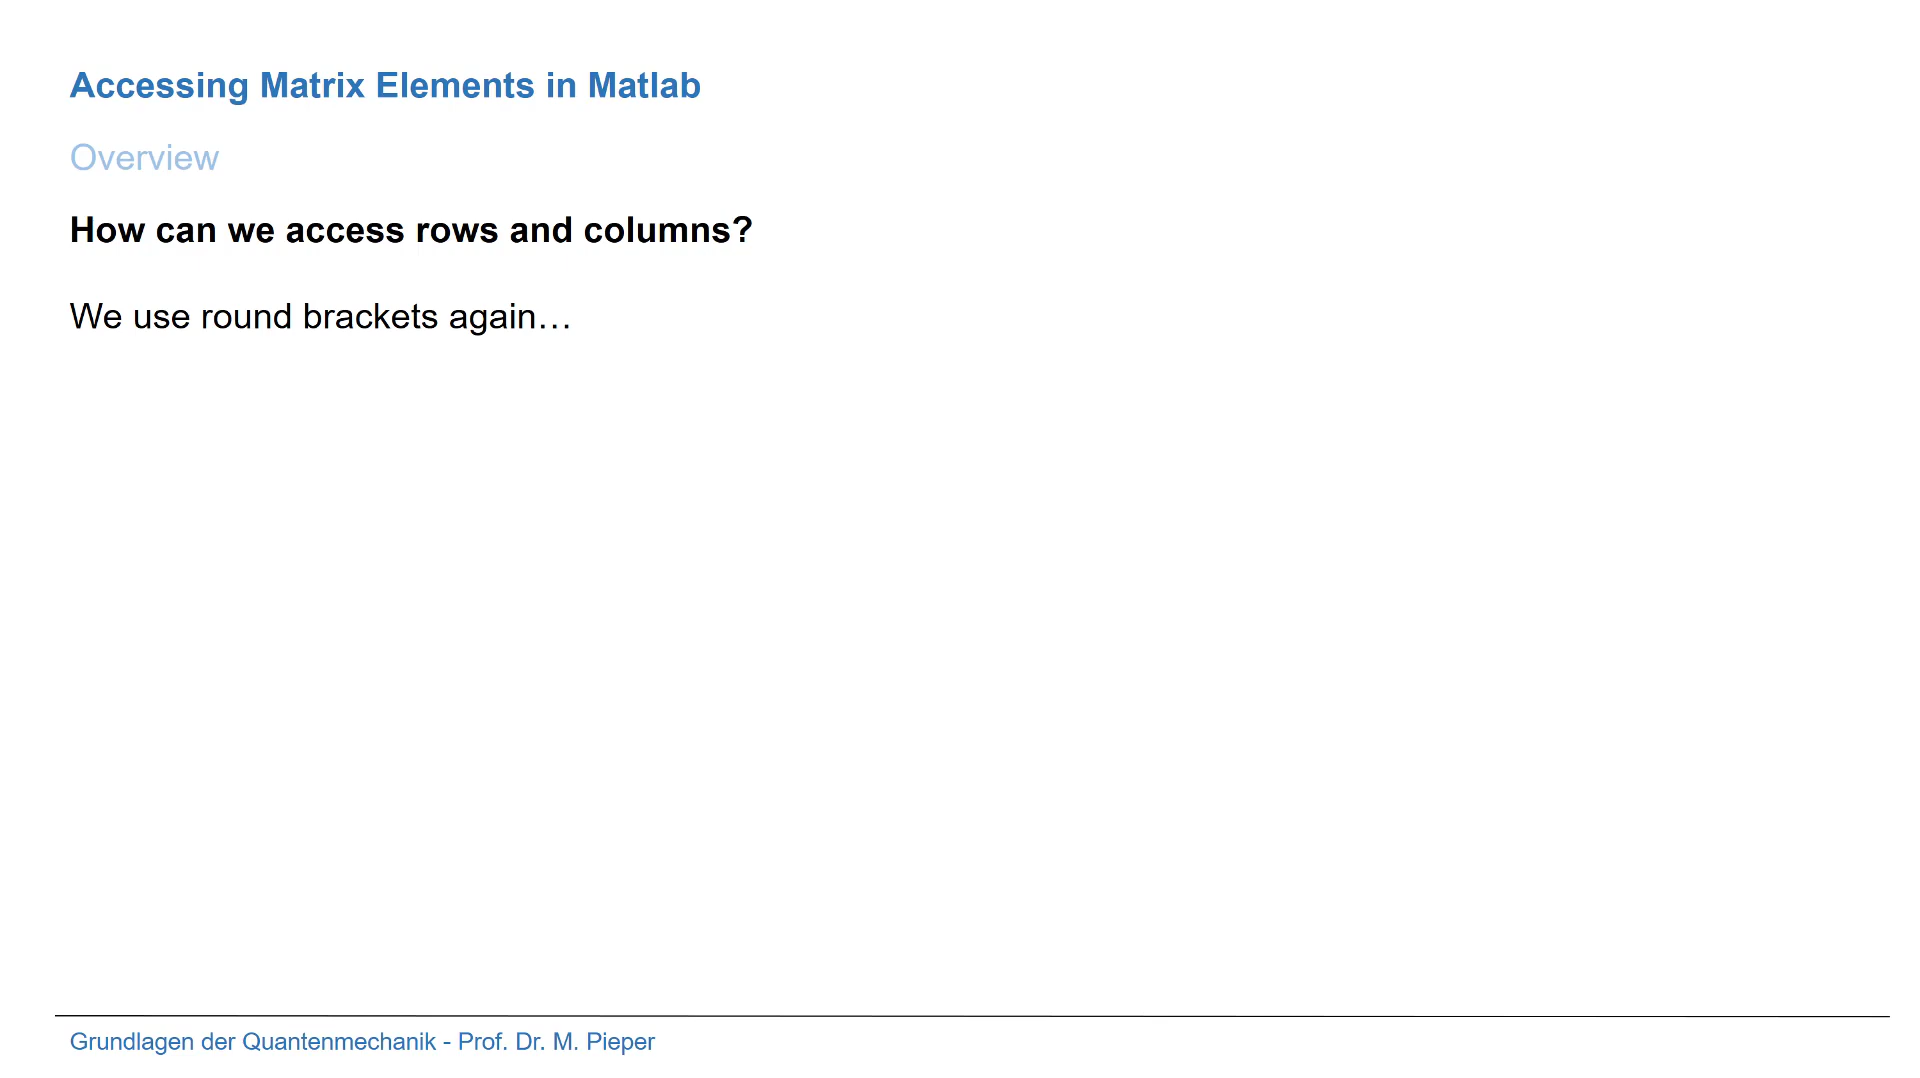 Accessing Matrix Elements in Matlab
Overview
How can we access rows and columns?
We use round brackets again…
Grundlagen der Quantenmechanik - Prof. Dr. M. Pieper